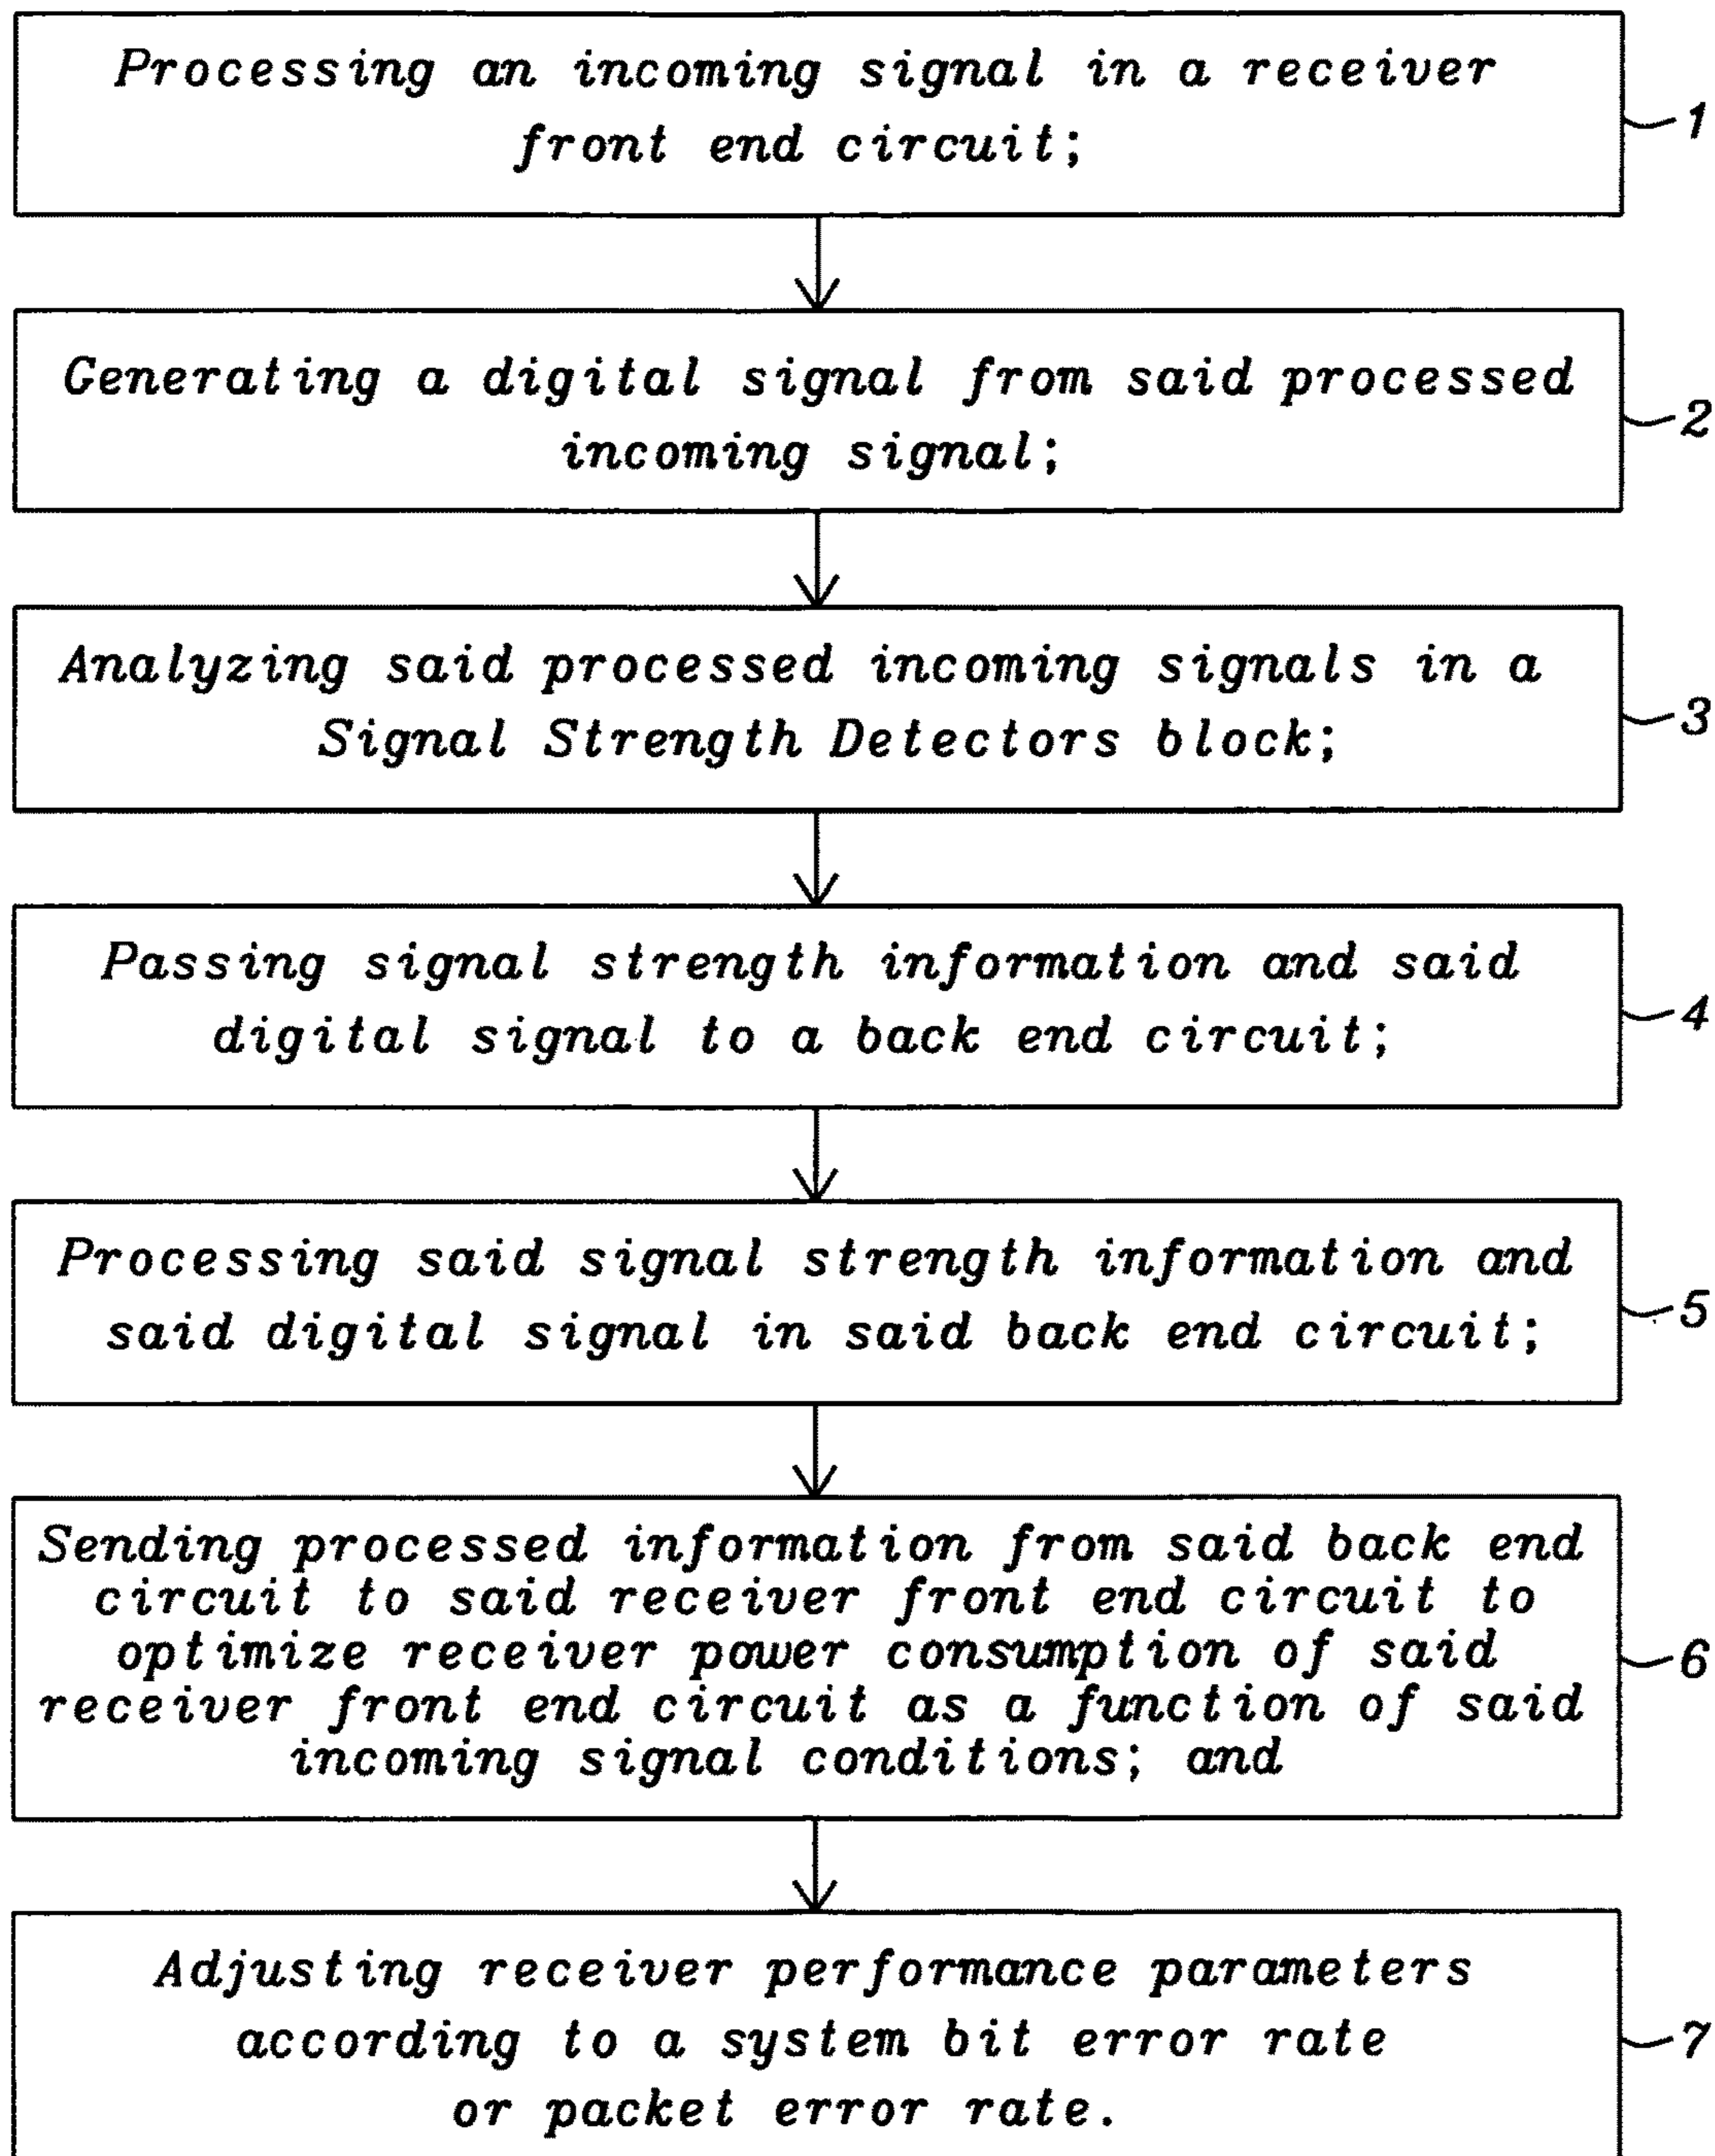 Processing an incoming signal in a receiver
front end circuit;
1
Generating a digital signal from said processed
incoming signal;
2
Analyzing said processed incoming signals in a
Signal Strength Detectors block;
3
Passing signal strength information and said
digital signal to a back end circuit;
4
Processing said signal strength information and
said digital signal in said back end circuit;
5
Sending processed information from said back end
circuit to said receiver front end circuit to
optimize receiver power consumption of said
receiver front end circuit as a function of said
incoming signal conditions; and
6
Adjusting receiver performance parameters
according to a system bit error rate
or packet error rate.
7